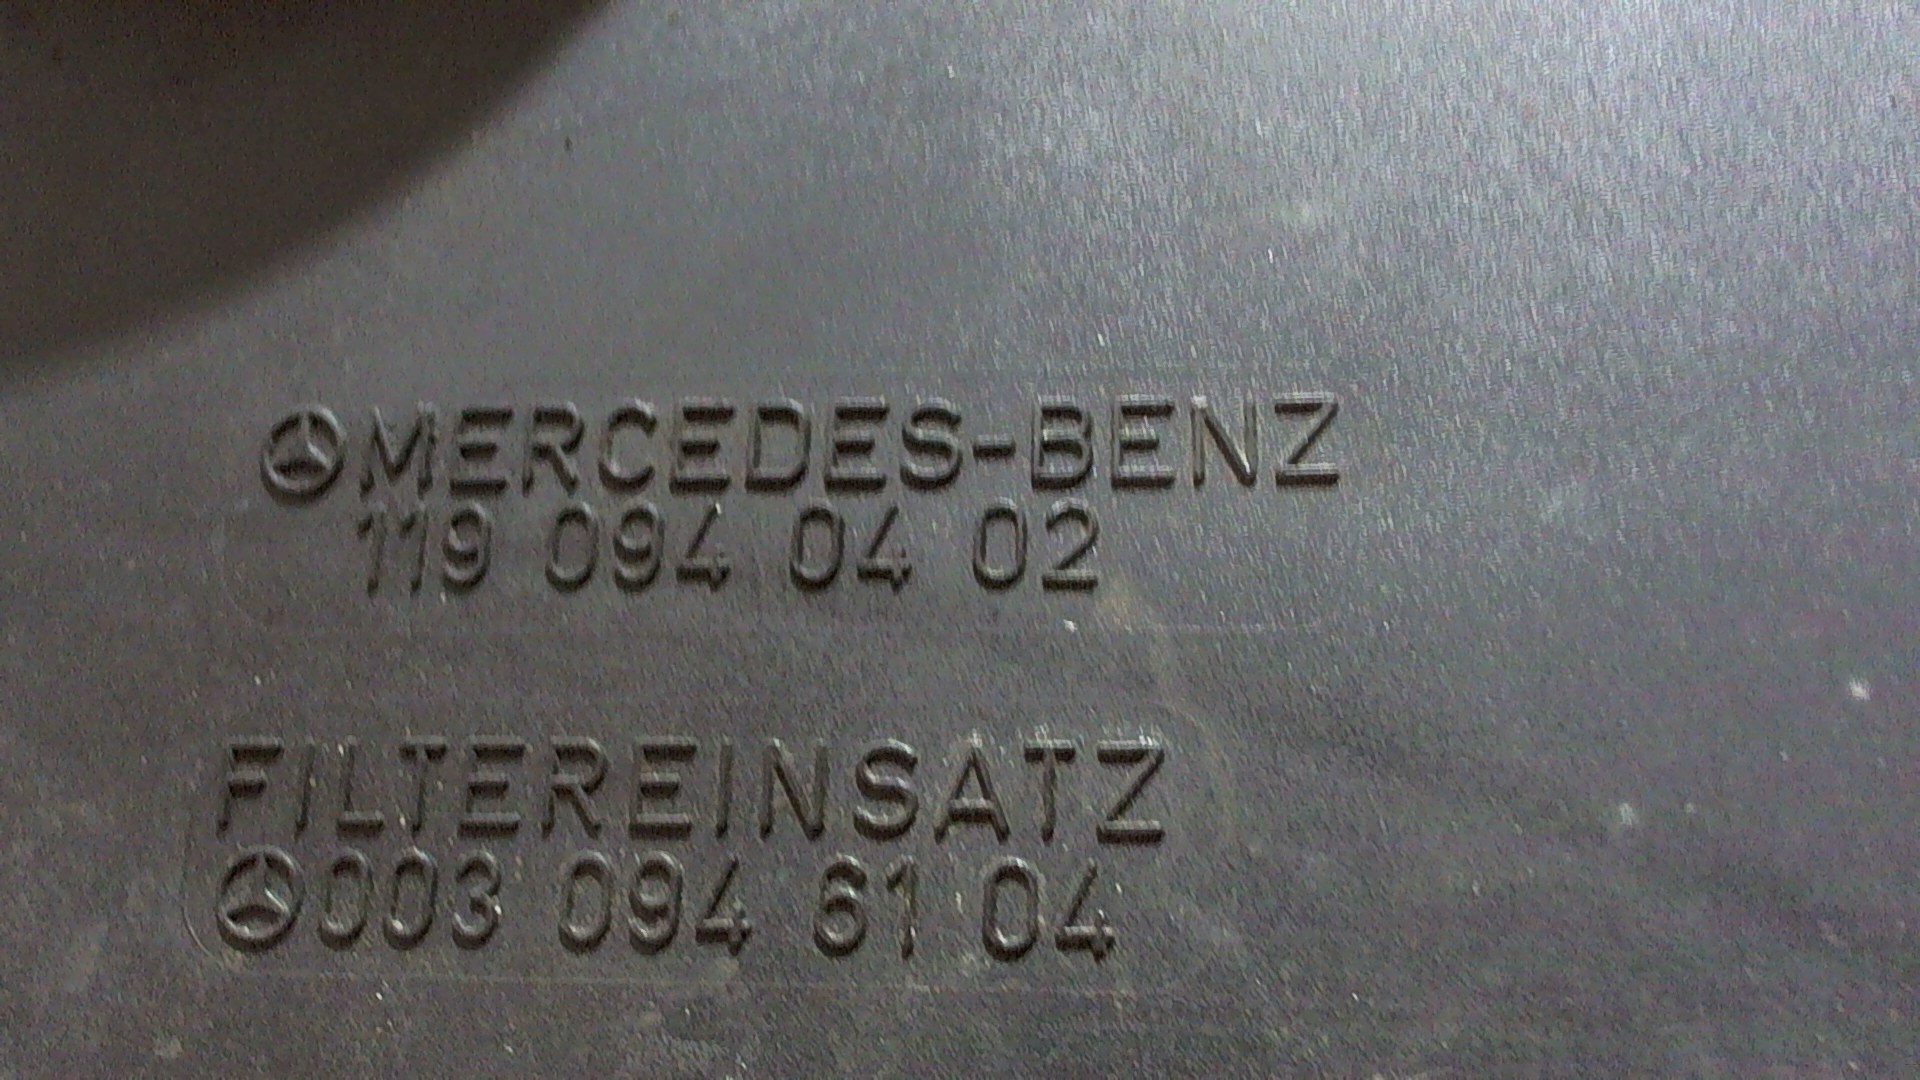 MERCEDES-BENZ
119 094 04 02
FILTEREINSATZ
003 094 61 04